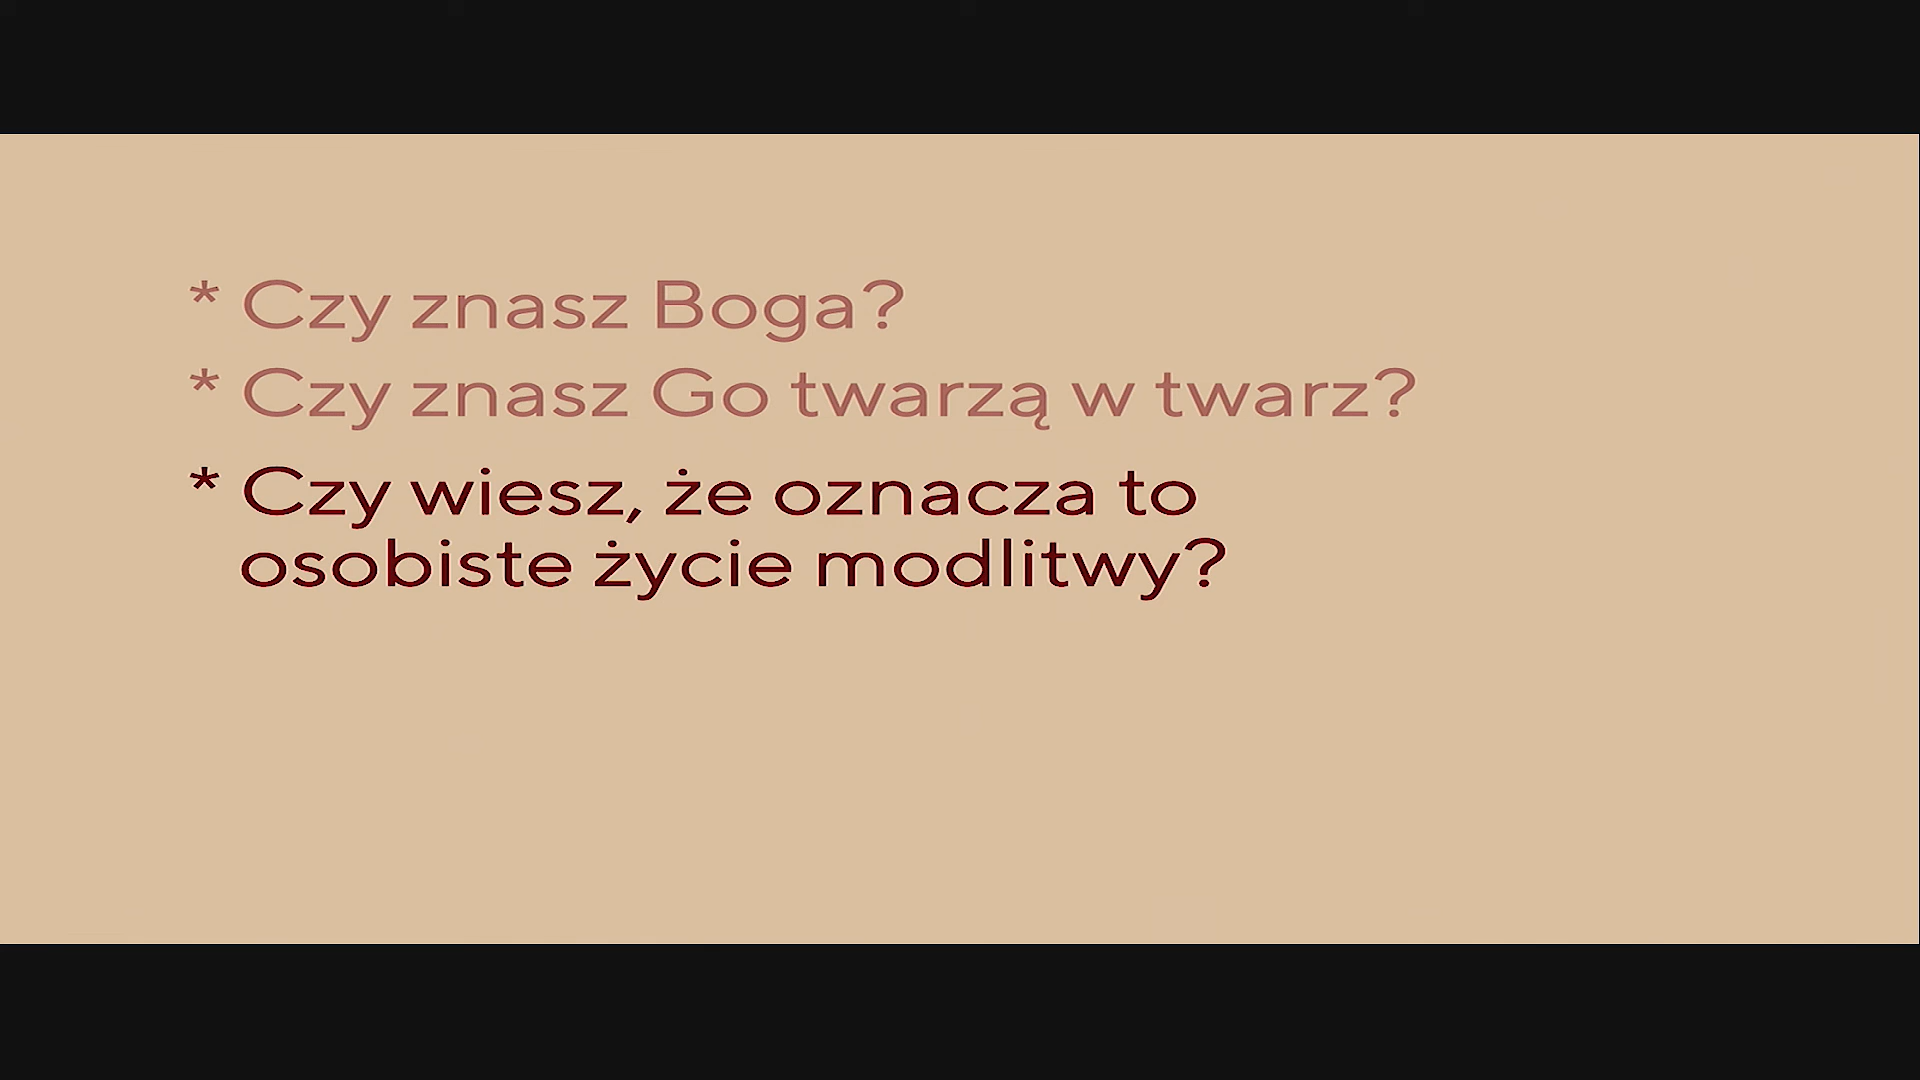 * Czy znasz Boga?
* Czy znasz Go twarzą w twarz?
* Czy wiesz, że oznacza to
osobiste życie modlitwy?